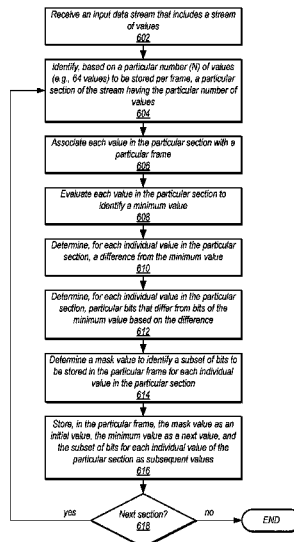 Receive an input data stream that includes a stream
of values
602
Identify, based on a particular number (N) of values
(e.g., 64 values) to be stored per frame, a particular
section of the stream having the particular number of
values
604
Associate each value in the particular section with a
particular frame
606
Evaluate each value in the particular section to
identify a minimum value
608
Determine, for each individual value in the particular
section, a difference from the minimum value
610
Determine, for each individual value in the particular
section, particular bits that differ from bits of the
minimum value based on the difference
612
Determine a mask value to identify a subset of bits to
be stored in the particular frame for each individual
value in the particular section
614
Store, in the particular frame, the mask value as an
initial value, the minimum value as a next value, and
the subset of bits for each individual value of the
particular section as subsequent values
616
yes
Next section?
618
no
END